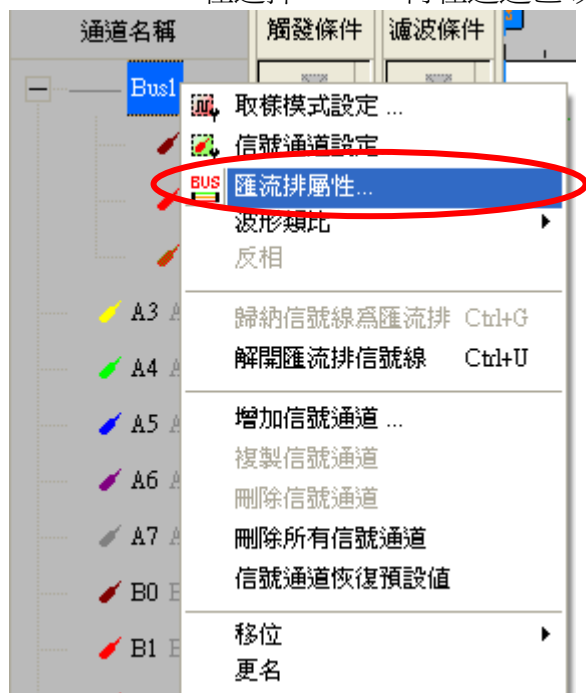 通道名稱 觸發條件 濾波條件
Bus1
取樣模式設定 ...
信號通道設定
BUS 匯流排屬性...
波形類比
反相
A3 A
歸納信號線爲匯流排 Ctrl+G
A4 A
解開匯流排信號線 Ctrl+U
A5 A
增加信號通道 ...
複製信號通道
A6 A
刪除信號通道
A7 A
刪除所有信號通道
信號通道恢復預設值
B0 B
移位
B1 B
更名